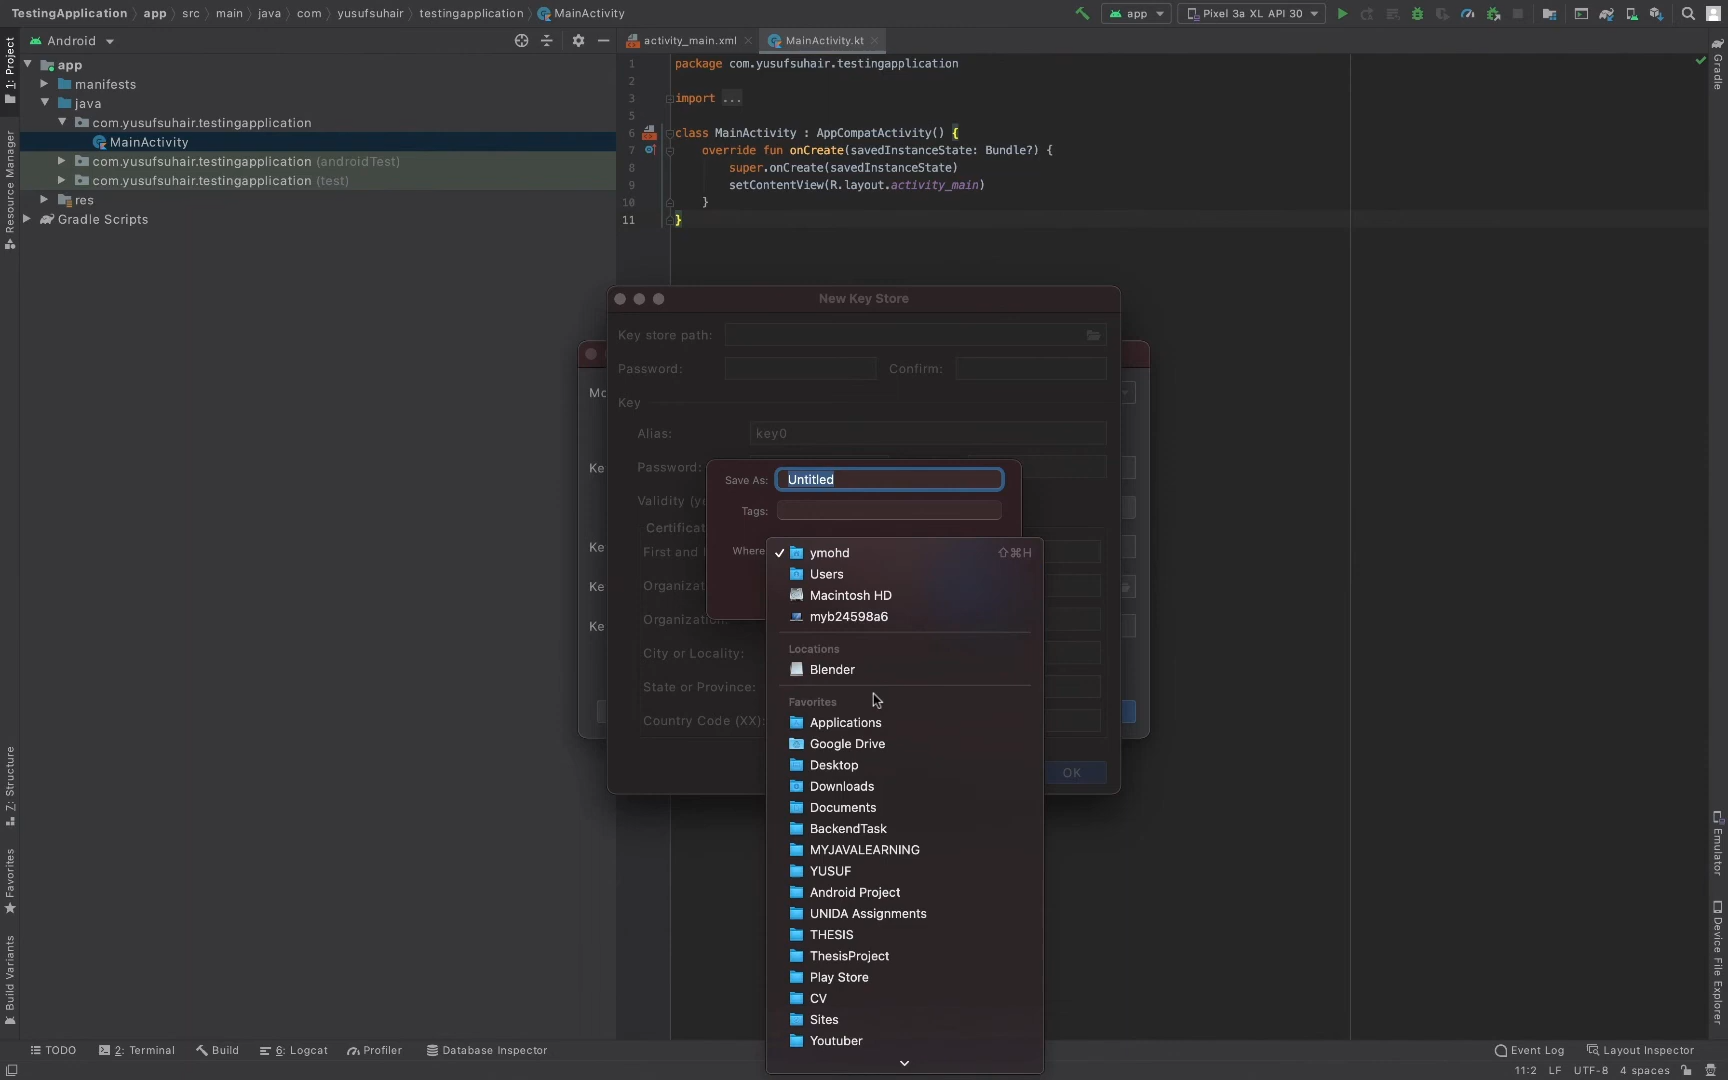 TestingApplication app src main java com yusufsuhair testingapplication MainActivity
app Pixel 3a XL API 30
Android
activity_main.xml MainActivity.kt
1: Project
Resource Manager
Z: Structure
Favorites
Build Variants
app
manifests
java
com.yusufsuhair.testingapplication
MainActivity
com.yusufsuhair.testingapplication (androidTest)
com.yusufsuhair.testingapplication (test)
res
Gradle Scripts
1 package com.yusufsuhair.testingapplication
2
3 import ...
5
6 class MainActivity : AppCompatActivity() {
7 override fun onCreate(savedInstanceState: Bundle?) {
8 super.onCreate(savedInstanceState)
9 setContentView(R.layout.activity_main)
10 }
11 }
Gradle
Emulator
Device File Explorer
New Key Store
Key store path:
Password: Confirm:
Key
Alias: key0
Password:
Validity (ye
Certificat
First and
Organizat
Organization:
City or Locality:
State or Province:
Country Code (XX):
OK
Mo
Ke
Ke
Ke
Ke
Save As: Untitled
Tags:
Where
ymohd ⇧⌘H
Users
Macintosh HD
myb24598a6
Locations
Blender
Favorites
Applications
Google Drive
Desktop
Downloads
Documents
BackendTask
MYJAVALEARNING
YUSUF
Android Project
UNIDA Assignments
THESIS
ThesisProject
Play Store
CV
Sites
Youtuber
TODO 2: Terminal Build 6: Logcat Profiler Database Inspector Event Log Layout Inspector
11:2 LF UTF-8 4 spaces